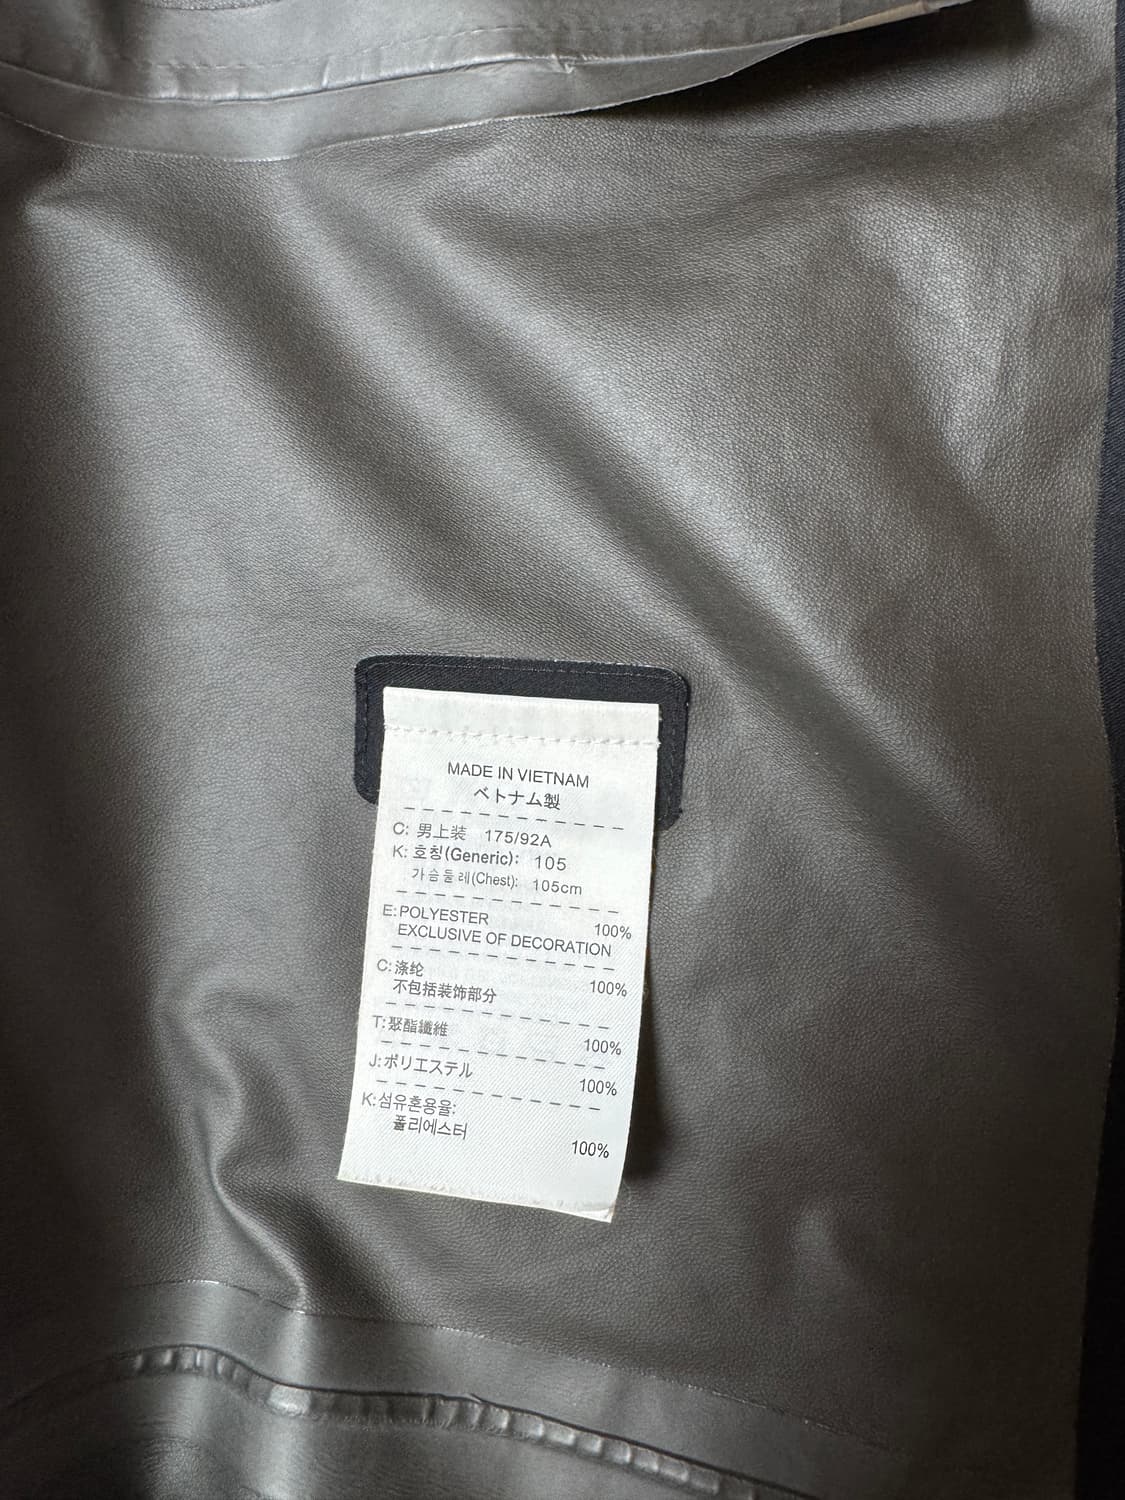 MADE IN VIETNAM
ベトナム製
C: 男上装 175/92A
K: 호칭(Generic): 105
가슴둘레(Chest): 105cm
E: POLYESTER 100%
EXCLUSIVE OF DECORATION
C: 涤纶 100%
不包括装饰部分
T: 聚酯纖維 100%
J: ポリエステル 100%
K: 섬유혼용율:
폴리에스터 100%